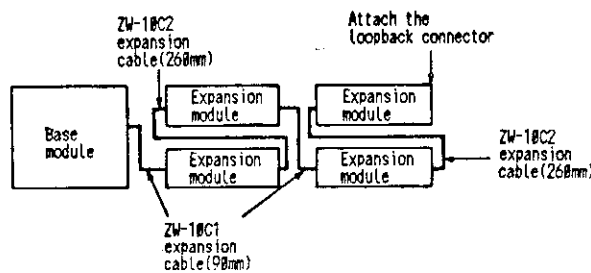 ZW-10C2
expansion
cable(260mm)
Attach the
loopback connector
Base
module
Expansion
module
Expansion
module
Expansion
module
Expansion
module
ZW-10C2
expansion
cable(260mm)
ZW-10C1
expansion
cable(90mm)